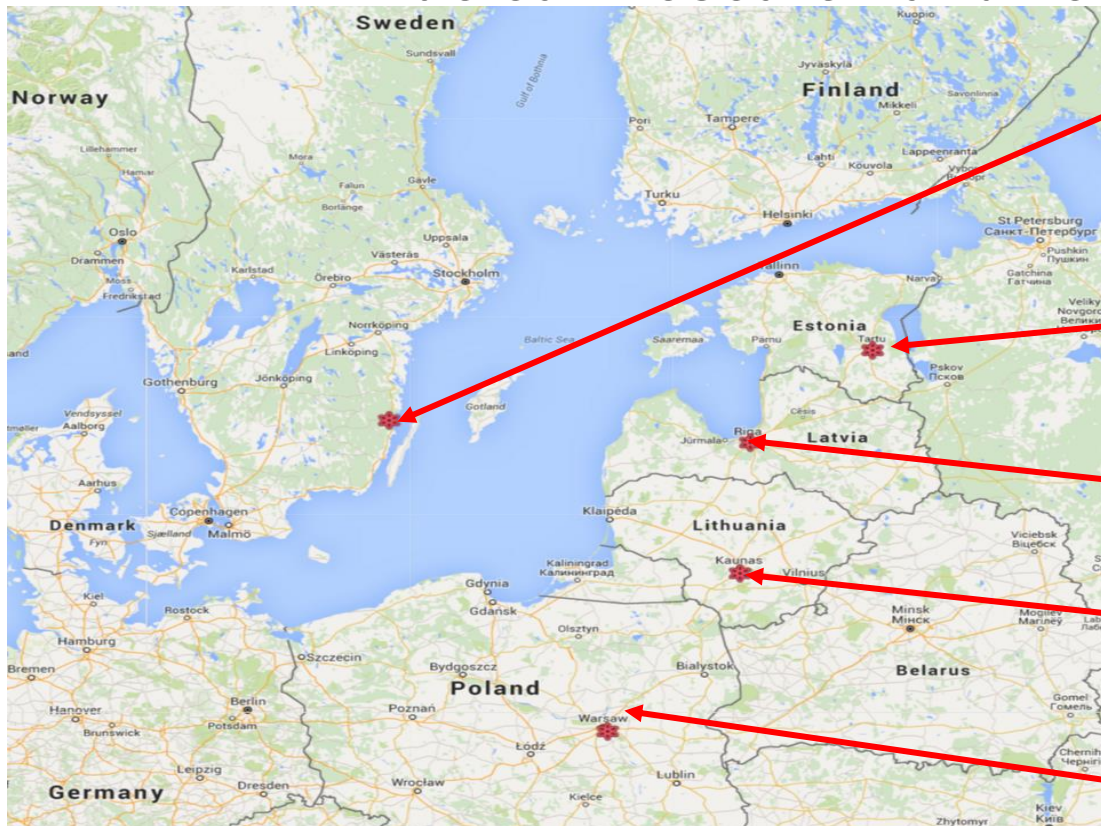 Sweden
Kuopio
Sundsvall
Gulf of Bothnia
Jyväskylä
Finland
Savonlinna
Norway
Mikkeli
Pori
Tampere
Lillehammer
Mora
Lahti
Kouvola
Lappeenranta
Hamar
Falun
Gävle
Turku
Borlänge
Helsinki
Oslo
Uppsala
St Petersburg
Санкт-Петербург
Drammen
Västerås
Pushkin
Пушкин
Moss
Karlstad
Örebro
Stockholm
Narva
Gatchina
Гатчина
Fredrikstad
Norrköping
Estonia
Linköping
Baltic Sea
Saaremaa
Pärnu
Tartu
Gothenburg
Jönköping
Pskov
Псков
Vendsyssel
Aalborg
Gotland
Cēsis
Riga
Jūrmala
Latvia
Aarhus
Copenhagen
Klaipėda
Denmark
Sjælland
Malmö
Lithuania
Viciebsk
Віцебск
Fyn
Kaliningrad
Калининград
Kaunas
Vilnius
Gdynia
Kiel
Rostock
Gdańsk
Minsk
Мінск
Olsztyn
Hamburg
Szczecin
Bydgoszcz
Bialystok
Belarus
Bremen
Poland
Berlin
Hanover
Potsdam
Poznań
Warsaw
Gomel
Гомель
Brunswick
Łódź
Leipzig
Dresden
Wrocław
Lublin
Germany
Kielce
Kiev
Київ
Zhytomyr